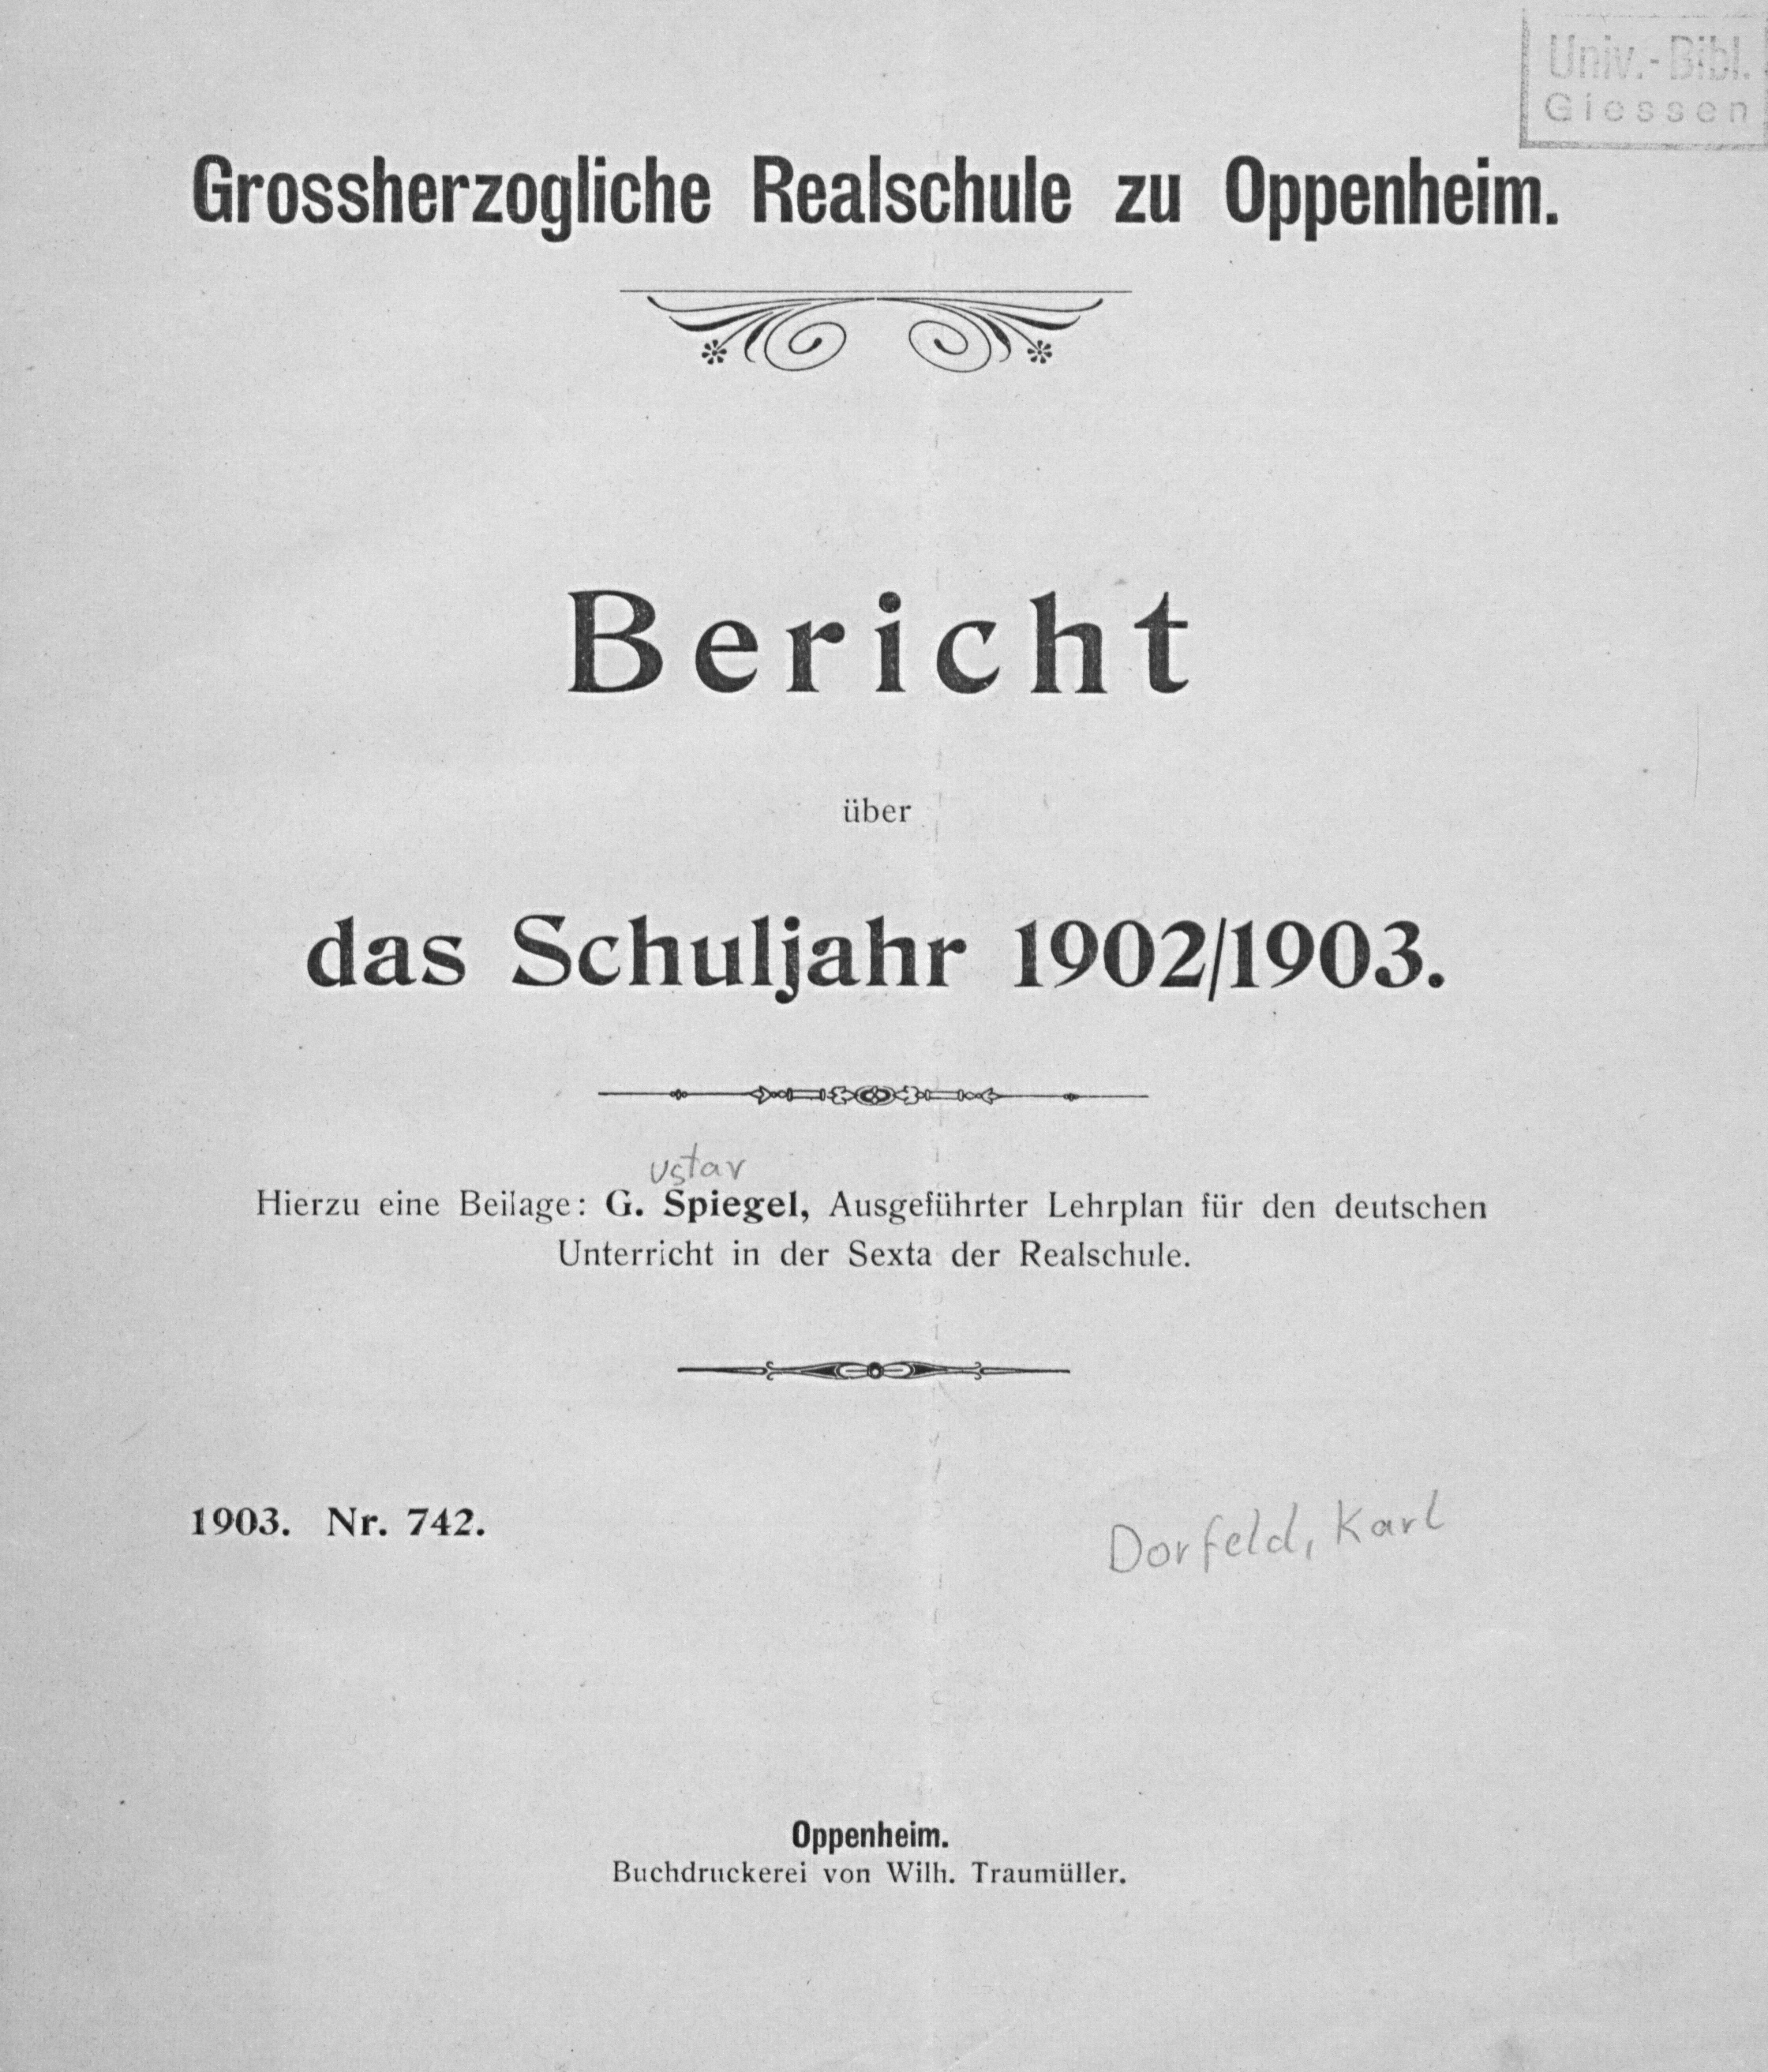 Univ.-Bibl.
Giessen
Grossherzogliche Realschule zu Oppenheim.
Bericht
über
das Schuljahr 1902/1903.
ustav
Hierzu eine Beilage: G. Spiegel, Ausgeführter Lehrplan für den deutschen
Unterricht in der Sexta der Realschule.
1903. Nr. 742.
Dorfeld, Karl
Oppenheim.
Buchdruckerei von Wilh. Traumüller.